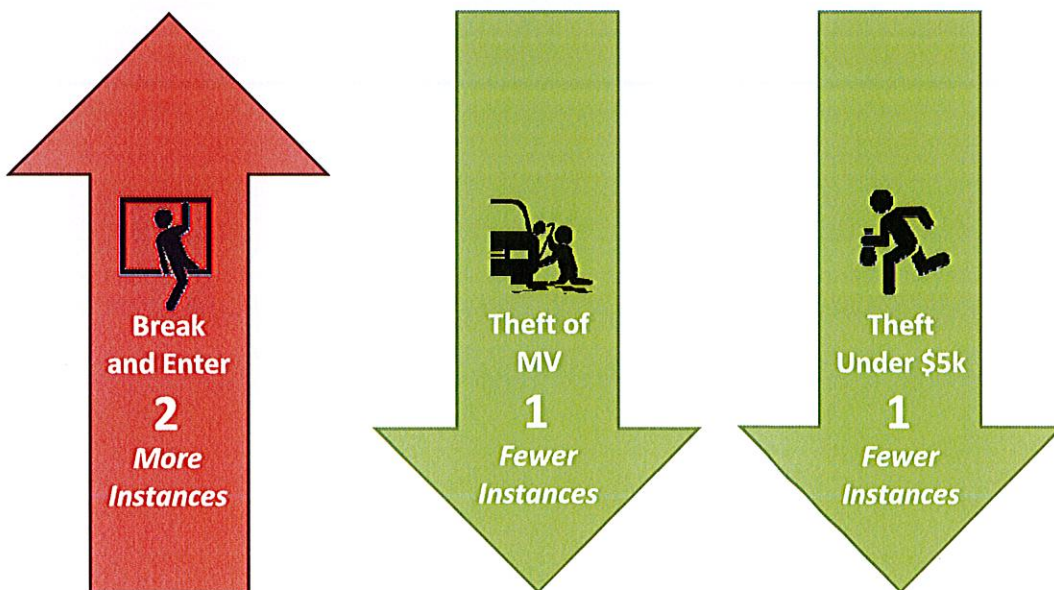 Break
and Enter
2
More
Instances
Theft of
MV
1
Fewer
Instances
Theft
Under $5k
1
Fewer
Instances